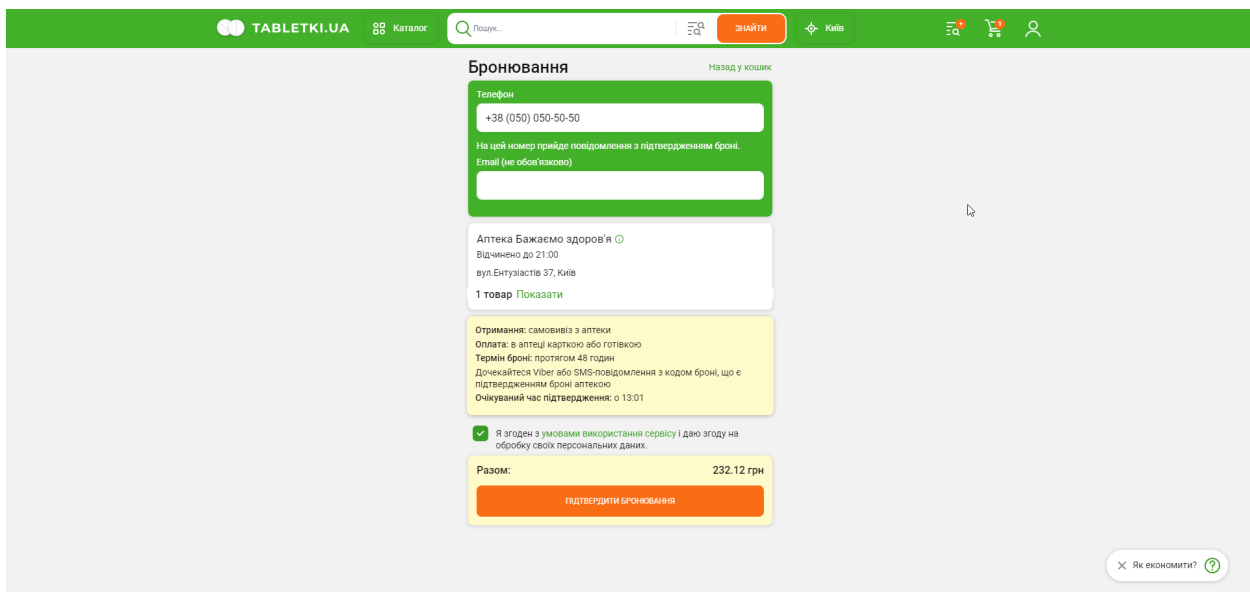 TABLETKI.UA
Каталог
Пошук...
ЗНАЙТИ
Київ
Бронювання
Назад у кошик
Телефон
+38 (050) 050-50-50
На цей номер прийде повідомлення з підтвердженням броні.
Email (не обов'язково)
Аптека Бажаємо здоров'я
Відчинено до 21:00
вул.Ентузіастів 37, Київ
1 товар Показати
Отримання: самовивіз з аптеки
Оплата: в аптеці карткою або готівкою
Термін броні: протягом 48 годин
Дочекайтеся Viber або SMS-повідомлення з кодом броні, що є
підтвердженням броні аптекою
Очікуваний час підтвердження: о 13:01
Я згоден з умовами використання сервісу і даю згоду на
обробку своїх персональних даних.
Разом: 232.12 грн
ПІДТВЕРДИТИ БРОНЮВАННЯ
Як економити?